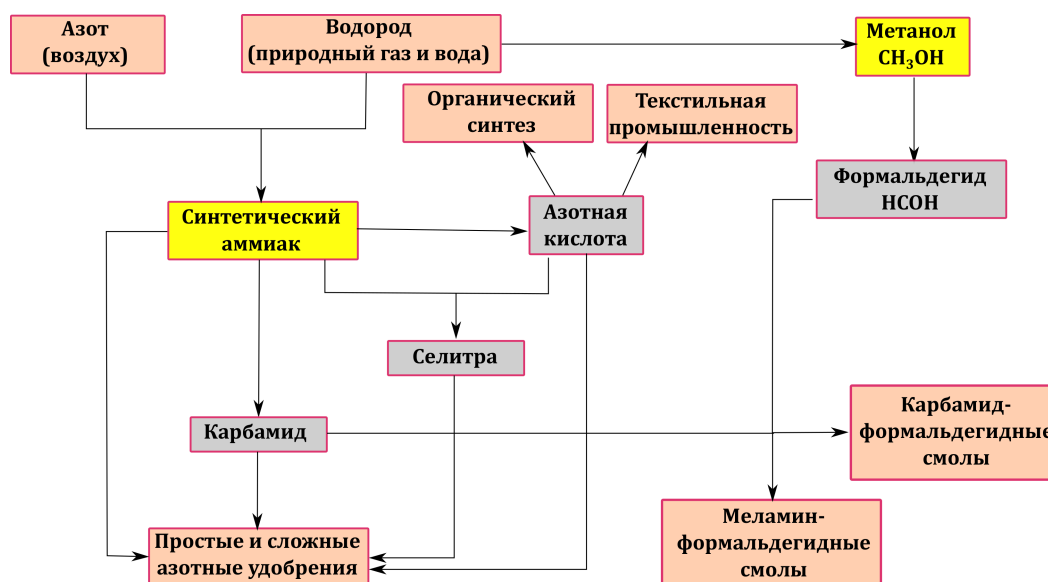 Азот
(воздух)
Водород
(природный газ и вода)
Метанол
CH₃OH
Органический
синтез
Текстильная
промышленность
Формальдегид
НСОН
Синтетический
аммиак
Азотная
кислота
Селитра
Карбамид
Карбамид-
формальдегидные
смолы
Простые и сложные
азотные удобрения
Меламин-
формальдегидные
смолы